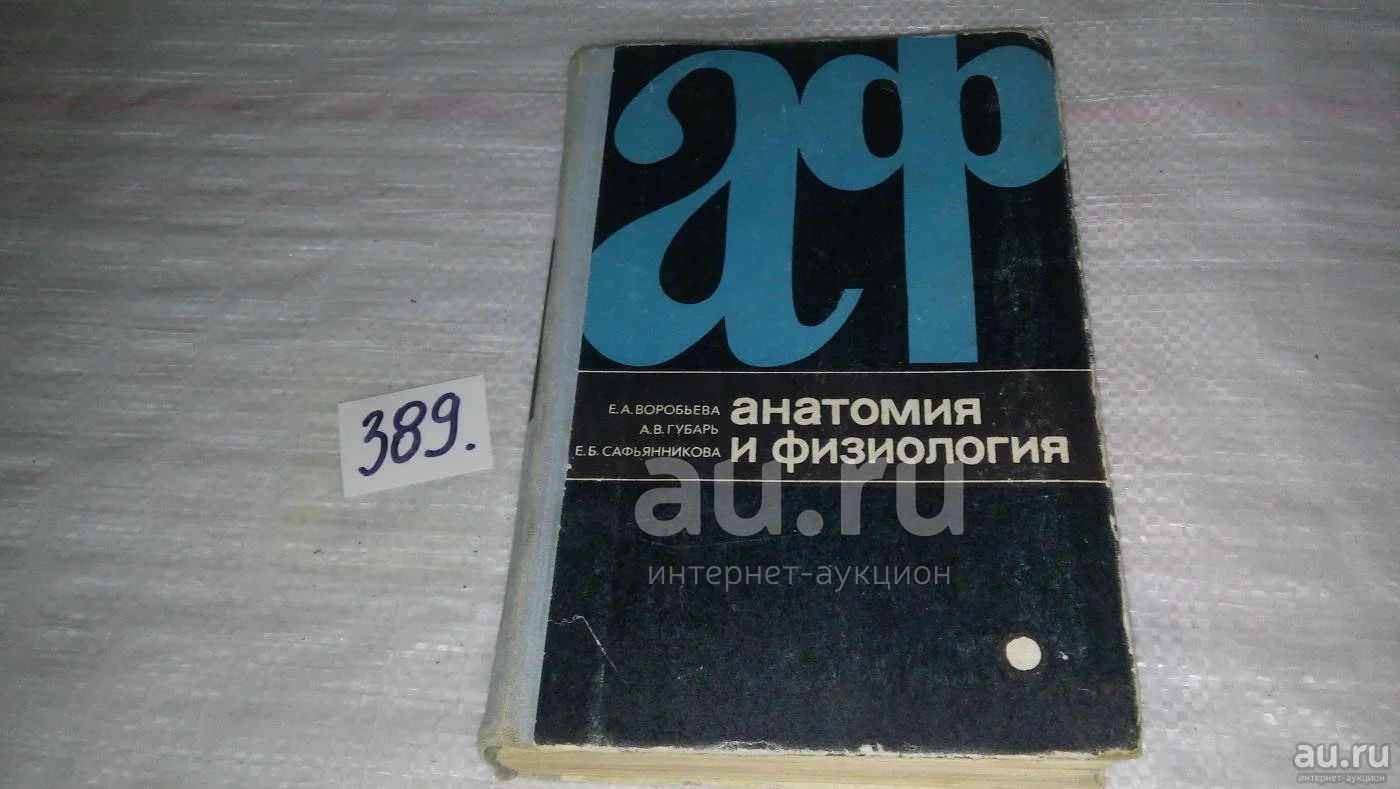 аф
Е.А.ВОРОБЬЕВА
А.В.ГУБАРЬ
Е.Б.САФЬЯННИКОВА
анатомия
и физиология
389.
au.ru
интернет-аукцион
au.ru
интернет-аукцион